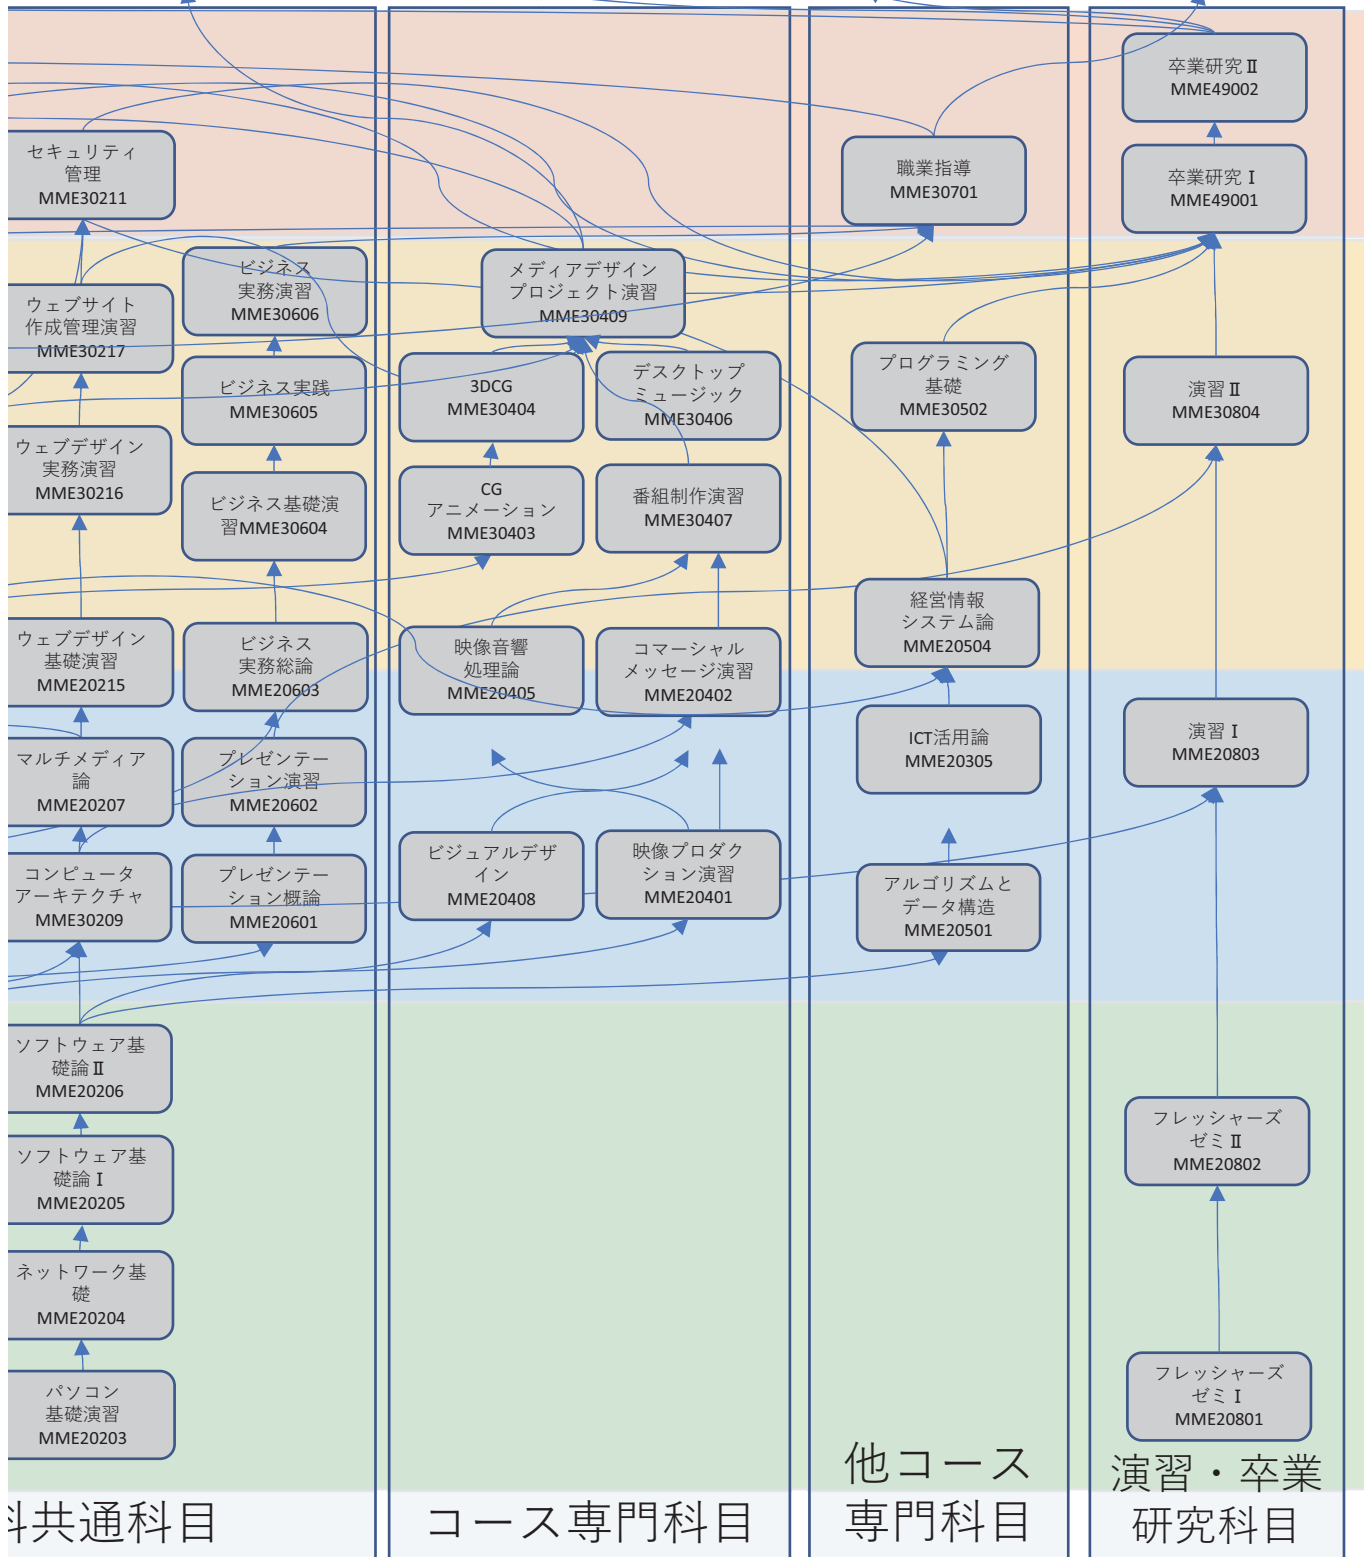 卒業研究Ⅱ
MME49002
セキュリティ
管理
MME30211
職業指導
MME30701
卒業研究Ⅰ
MME49001
ビジネス
実務演習
MME30606
メディアデザイン
プロジェクト演習
MME30409
ウェブサイト
作成管理演習
MME30217
ビジネス実践
MME30605
3DCG
MME30404
デスクトップ
ミュージック
MME30406
プログラミング
基礎
MME30502
演習Ⅱ
MME30804
ウェブデザイン
実務演習
MME30216
ビジネス基礎演
習MME30604
CG
アニメーション
MME30403
番組制作演習
MME30407
経営情報
システム論
MME20504
ウェブデザイン
基礎演習
MME20215
ビジネス
実務総論
MME20603
映像音響
処理論
MME20405
コマーシャル
メッセージ演習
MME20402
マルチメディア
論
MME20207
プレゼンテー
ション演習
MME20602
ICT活用論
MME20305
演習Ⅰ
MME20803
コンピュータ
アーキテクチャ
MME30209
プレゼンテー
ション概論
MME20601
ビジュアルデザ
イン
MME20408
映像プロダク
ション演習
MME20401
アルゴリズムと
データ構造
MME20501
ソフトウェア基
礎論Ⅱ
MME20206
フレッシャーズ
ゼミⅡ
MME20802
ソフトウェア基
礎論Ⅰ
MME20205
ネットワーク基
礎
MME20204
パソコン
基礎演習
MME20203
フレッシャーズ
ゼミⅠ
MME20801
科共通科目
コース専門科目
他コース
専門科目
演習・卒業
研究科目